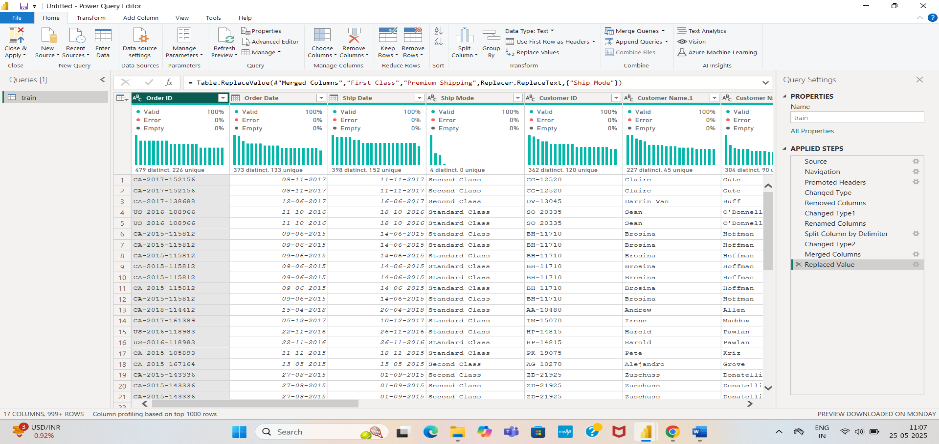 Untitled - Power Query Editor
File Home Transform Add Column View Tools Help
Close & Apply
New Source
Recent Sources
Enter Data
Data source settings
Manage Parameters
Refresh Preview
Properties
Advanced Editor
Manage
Choose Columns
Remove Columns
Keep Rows
Remove Rows
Split Column
Group By
Data Type: Text
Use First Row as Headers
Replace Values
Merge Queries
Append Queries
Combine Files
Text Analytics
Vision
Azure Machine Learning
Close New Query Data Sources Parameters Query Manage Columns Reduce Rows Sort Transform Combine AI Insights
Queries [1]
train
= Table.ReplaceValue(#"Merged Columns","First Class","Premium Shipping",Replacer.ReplaceText,{"Ship Mode"})
Order ID Order Date Ship Date Ship Mode Customer ID Customer Name.1 Customer N
Valid 100% Valid 100% Valid 100% Valid 100% Valid 100% Valid 100% Valid
Error 0% Error 0% Error 0% Error 0% Error 0% Error 0% Error
Empty 0% Empty 0% Empty 0% Empty 0% Empty 0% Empty 0% Empty
479 distinct, 226 unique 373 distinct, 133 unique 398 distinct, 152 unique 4 distinct, 0 unique 362 distinct, 120 unique 227 distinct, 65 unique 304 distinct, 90 u
1 CA-2017-152156 08-11-2017 11-11-2017 Second Class CG-12520 Claire Gute
2 CA-2017-152156 08-11-2017 11-11-2017 Second Class CG-12520 Claire Gute
3 CA-2017-138688 12-06-2017 16-06-2017 Second Class DV-13045 Darrin Van Huff
4 US-2016-108966 11-10-2016 18-10-2016 Standard Class SO-20335 Sean O'Donnell
5 US-2016-108966 11-10-2016 18-10-2016 Standard Class SO-20335 Sean O'Donnell
6 CA-2015-115812 09-06-2015 14-06-2015 Standard Class BH-11710 Brosina Hoffman
7 CA-2015-115812 09-06-2015 14-06-2015 Standard Class BH-11710 Brosina Hoffman
8 CA-2015-115812 09-06-2015 14-06-2015 Standard Class BH-11710 Brosina Hoffman
9 CA-2015-115812 09-06-2015 14-06-2015 Standard Class BH-11710 Brosina Hoffman
10 CA-2015-115812 09-06-2015 14-06-2015 Standard Class BH-11710 Brosina Hoffman
11 CA-2015-115812 09-06-2015 14-06-2015 Standard Class BH-11710 Brosina Hoffman
12 CA-2015-115812 09-06-2015 14-06-2015 Standard Class BH-11710 Brosina Hoffman
13 CA-2018-114412 15-04-2018 20-04-2018 Standard Class AA-10480 Andrew Allen
14 CA-2017-161389 05-12-2017 10-12-2017 Standard Class IM-15070 Irene Maddox
15 US-2016-118983 22-11-2016 26-11-2016 Standard Class HP-14815 Harold Pawlan
16 US-2016-118983 22-11-2016 26-11-2016 Standard Class HP-14815 Harold Pawlan
17 CA-2015-105893 11-11-2015 18-11-2015 Standard Class PK-19075 Pete Kriz
18 CA-2015-167164 13-05-2015 15-05-2015 Second Class AG-10270 Alejandro Grove
19 CA-2015-143336 27-08-2015 01-09-2015 Second Class ZD-21925 Zuschuss Donatelli
20 CA-2015-143336 27-08-2015 01-09-2015 Second Class ZD-21925 Zuschuss Donatelli
21 CA-2015-143336 27-08-2015 01-09-2015 Second Class ZD-21925 Zuschuss Donatelli
22
Query Settings
PROPERTIES
Name
train
All Properties
APPLIED STEPS
Source
Navigation
Promoted Headers
Changed Type
Removed Columns
Changed Type1
Renamed Columns
Split Column by Delimiter
Changed Type2
Merged Columns
Replaced Value
17 COLUMNS, 999+ ROWS Column profiling based on top 1000 rows PREVIEW DOWNLOADED ON MONDAY
USD/INR
0.92%
Search
ENG
IN
11:07
25-05-2025